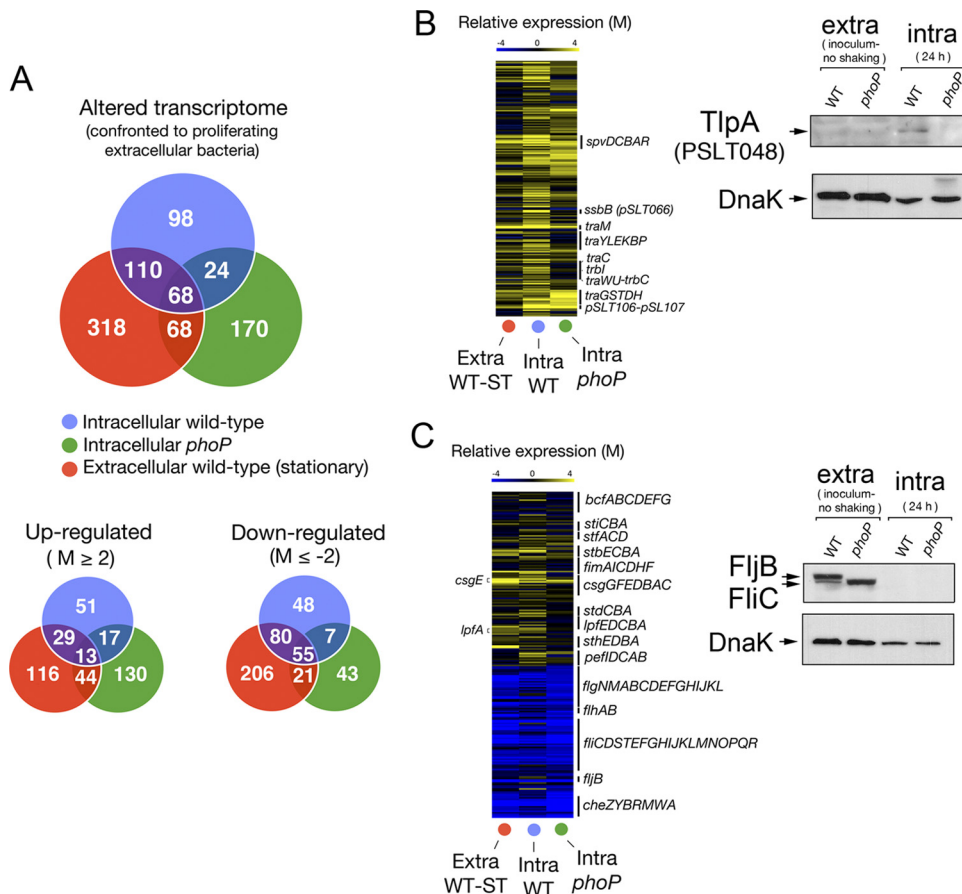 A
Altered transcriptome
(confronted to proliferating
extracellular bacteria)
98
110
24
68
318
68
170
Intracellular wild-type
Intracellular phoP
Extracellular wild-type (stationary)
Up-regulated
( M ≥ 2)
51
29
17
13
116
44
130
Down-regulated
(M ≤ -2)
48
80
7
55
206
21
43
B
Relative expression (M)
-4 0 4
spvDCBAR
ssbB (pSLT066)
traM
traYLEKBP
traC
trbI
traWU-trbC
traGSTDH
pSLT106-pSL107
Extra
WT-ST
Intra
WT
Intra
phoP
extra
( inoculum-
no shaking )
intra
( 24 h )
WT
phoP
WT
phoP
TlpA
(PSLT048)
DnaK
C
Relative expression (M)
-4 0 4
bcfABCDEFG
stiCBA
stfACD
stbECBA
fimAICDHF
csgE
csgGFEDBAC
stdCBA
lpfEDCBA
lpfA
sthEDBA
pefIDCAB
flgNMABCDEFGHIJKL
flhAB
fliCDSTEFGHIJKLMNOPQR
fljB
cheZYBRMWA
Extra
WT-ST
Intra
WT
Intra
phoP
extra
( inoculum-
no shaking )
intra
( 24 h )
WT
phoP
WT
phoP
FljB
FliC
DnaK